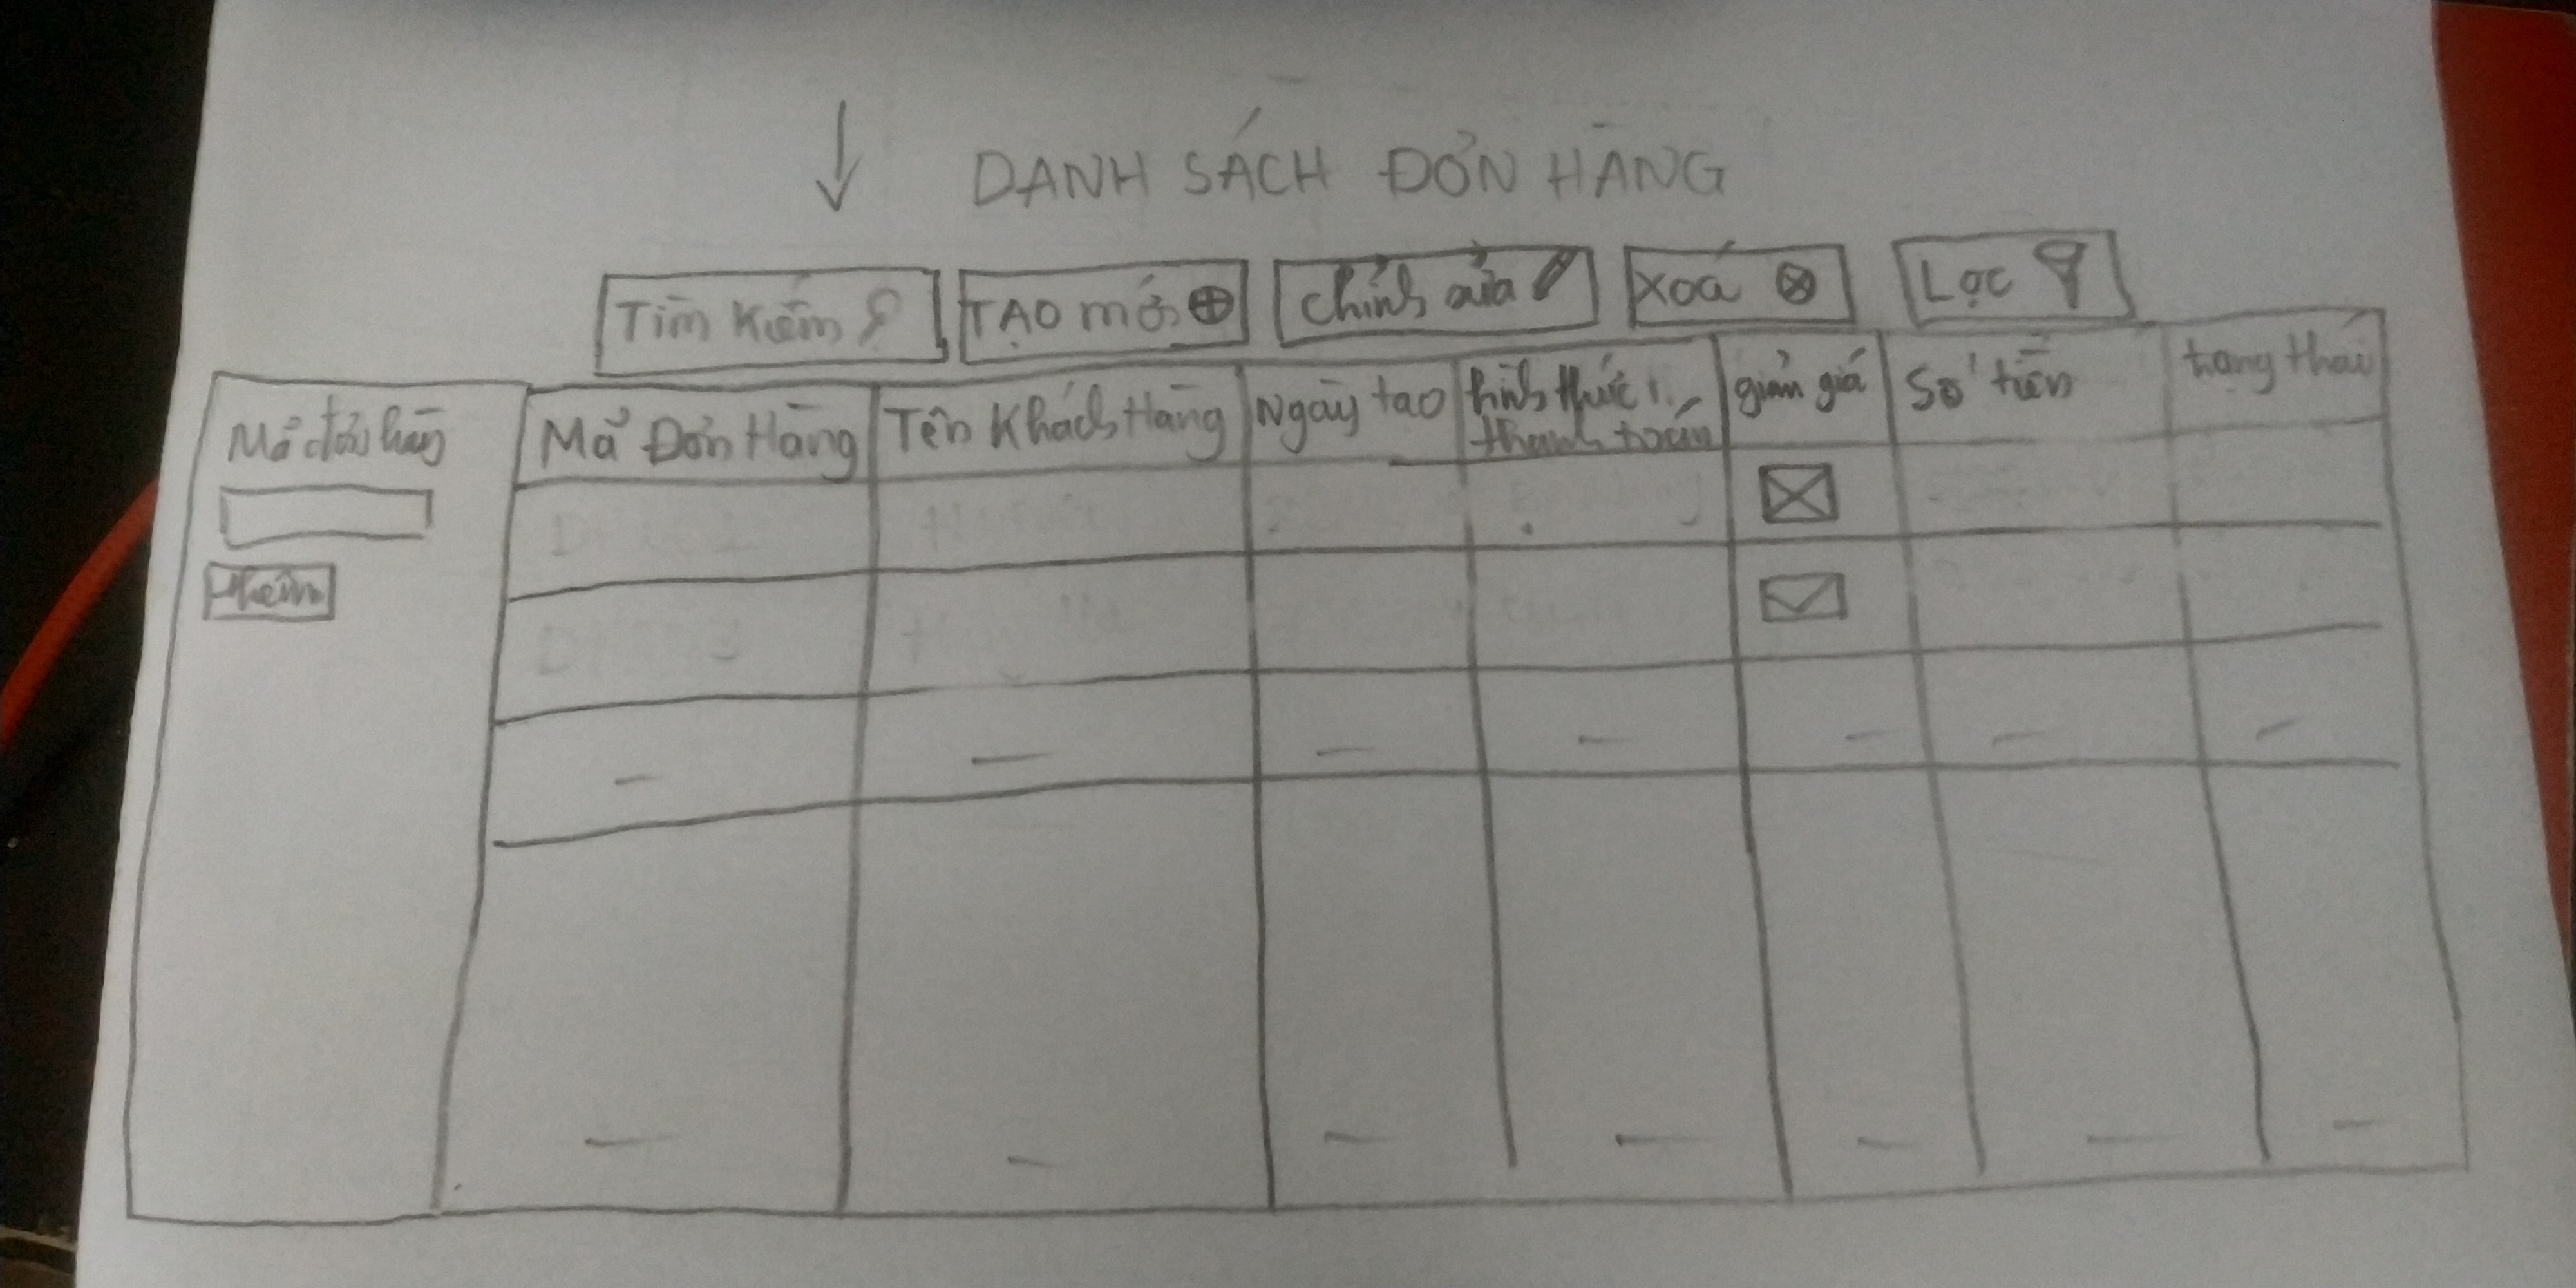 DANH SÁCH ĐƠN HÀNG
Tìm kiếm TẠO mới chỉnh sửa Xoá Lọc
Mã đơn hàng
Mã Đơn Hàng Tên Khách Hàng Ngày tạo hình thức thanh toán giảm giá Số tiền trạng thái